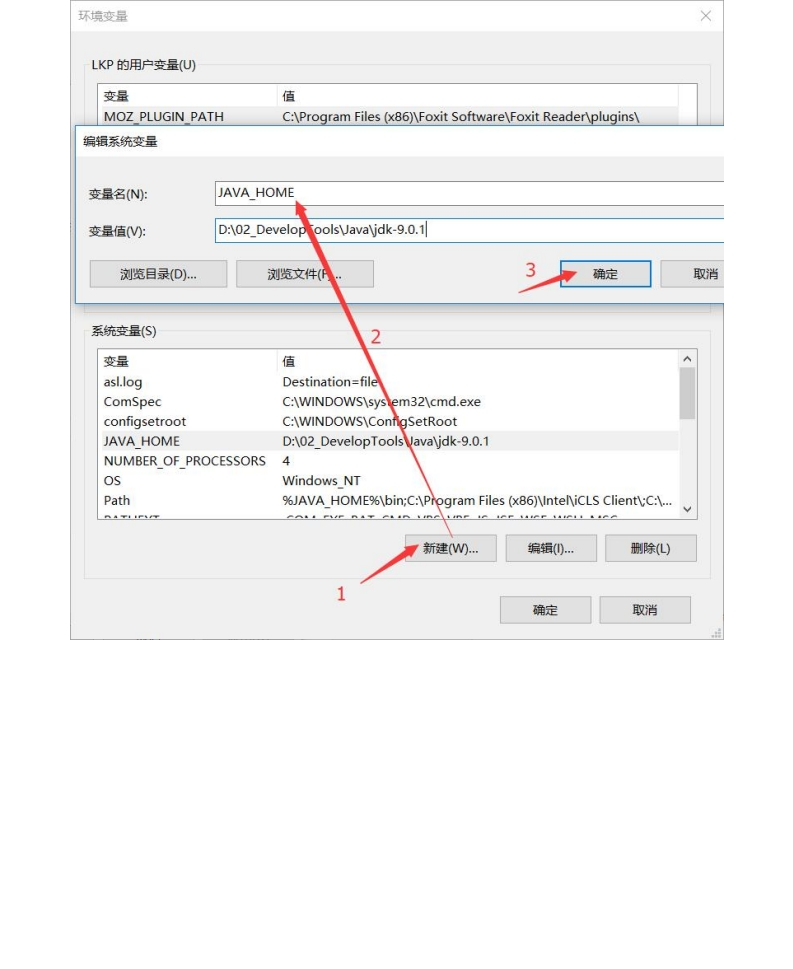 环境变量
LKP 的用户变量(U)
变量 值
MOZ_PLUGIN_PATH C:\Program Files (x86)\Foxit Software\Foxit Reader\plugins\
编辑系统变量
变量名(N): JAVA_HOME
变量值(V): D:\02_DevelopTools\Java\jdk-9.0.1
浏览目录(D)... 浏览文件(F)... 3 确定 取消
系统变量(S) 2
变量 值
asl.log Destination=file
ComSpec C:\WINDOWS\system32\cmd.exe
configsetroot C:\WINDOWS\ConfigSetRoot
JAVA_HOME D:\02_DevelopTools\Java\jdk-9.0.1
NUMBER_OF_PROCESSORS 4
OS Windows_NT
Path %JAVA_HOME%\bin;C:\Program Files (x86)\Intel\iCLS Client\;C:\...
新建(W)... 编辑(I)... 删除(L)
1
确定 取消